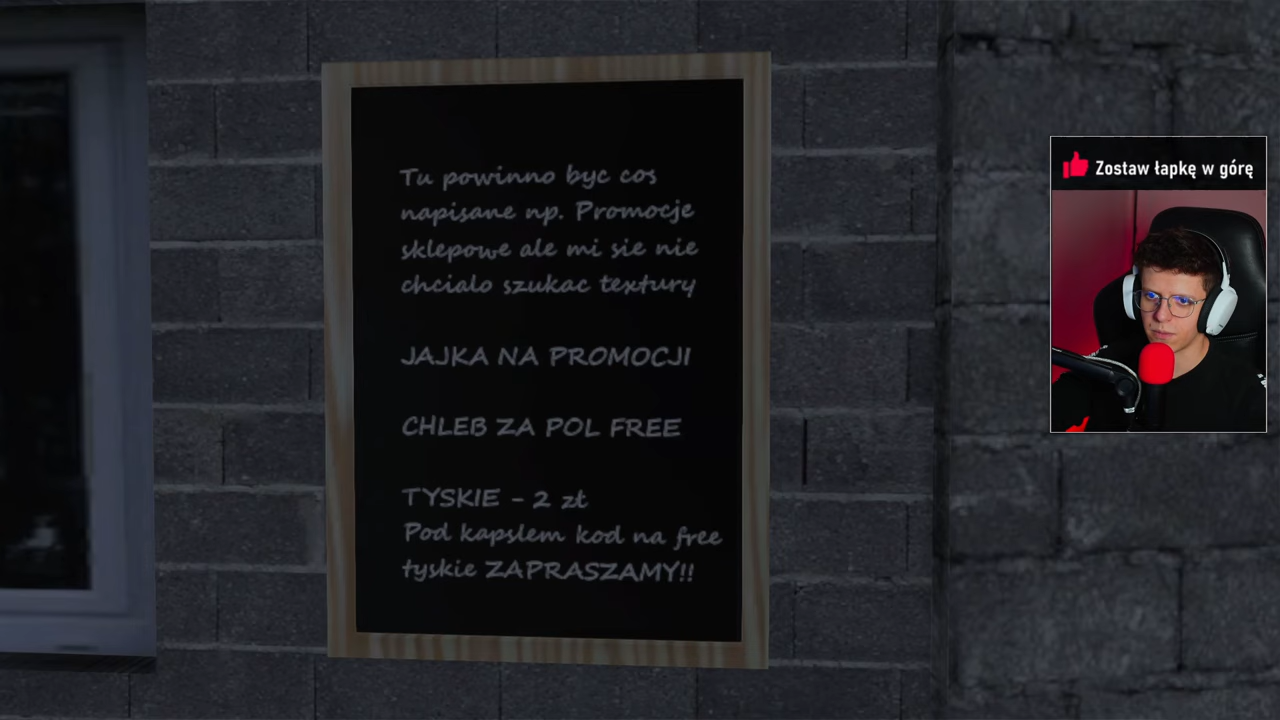 Tu powinno byc cos
napisane np. Promocje
sklepowe ale mi sie nie
chcialo szukac textury
JAJKA NA PROMOCJI
CHLEB ZA POL FREE
TYSKIE - 2 zł
Pod kapslem kod na free
tyskie ZAPRASZAMY!!
Zostaw łapkę w górę